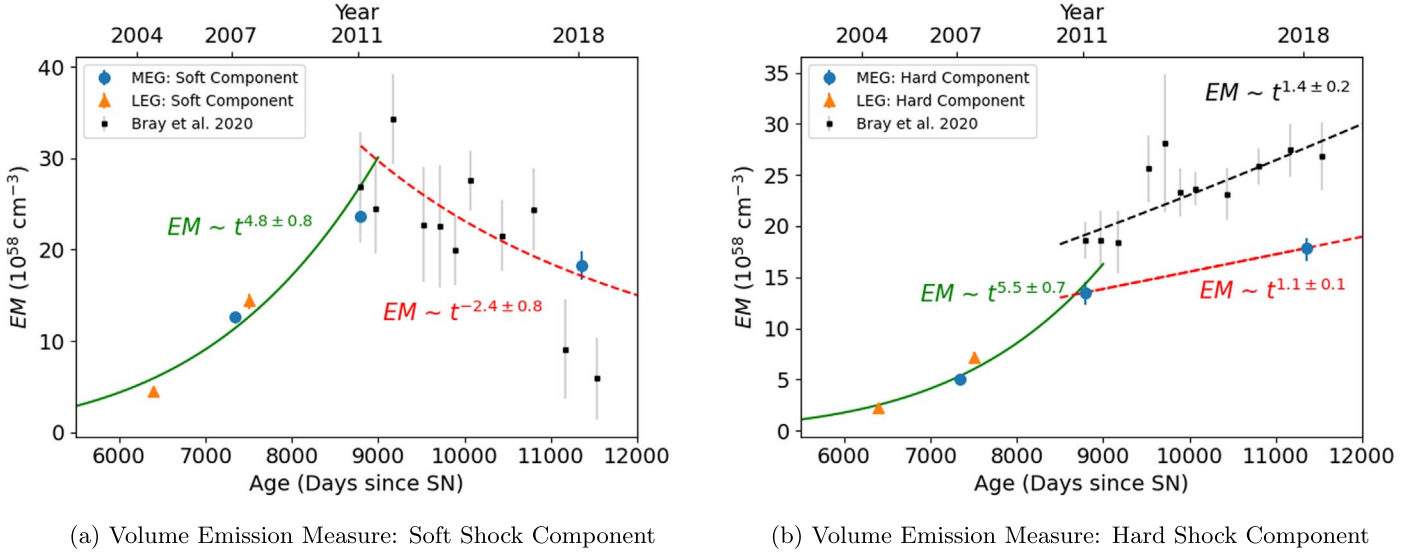 Year
2004 2007 2011 2018
40
30
20
10
0
EM (10^58 cm^−3)
MEG: Soft Component
LEG: Soft Component
Bray et al. 2020
EM ~ t^4.8 ± 0.8
EM ~ t^−2.4 ± 0.8
6000 7000 8000 9000 10000 11000 12000
Age (Days since SN)
(a) Volume Emission Measure: Soft Shock Component
Year
2004 2007 2011 2018
35
30
25
20
15
10
5
0
EM (10^58 cm^−3)
MEG: Hard Component
LEG: Hard Component
Bray et al. 2020
EM ~ t^1.4 ± 0.2
EM ~ t^5.5 ± 0.7
EM ~ t^1.1 ± 0.1
6000 7000 8000 9000 10000 11000 12000
Age (Days since SN)
(b) Volume Emission Measure: Hard Shock Component